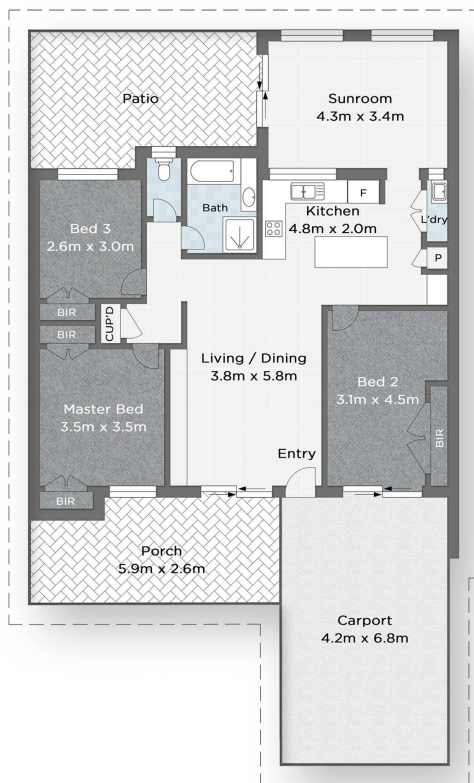 Patio
Sunroom
4.3m x 3.4m
Bath
F
Kitchen
4.8m x 2.0m
L'dry
P
Bed 3
2.6m x 3.0m
BIR
BIR
CUP'D
Living / Dining
3.8m x 5.8m
Bed 2
3.1m x 4.5m
BIR
Master Bed
3.5m x 3.5m
BIR
Entry
Porch
5.9m x 2.6m
Carport
4.2m x 6.8m